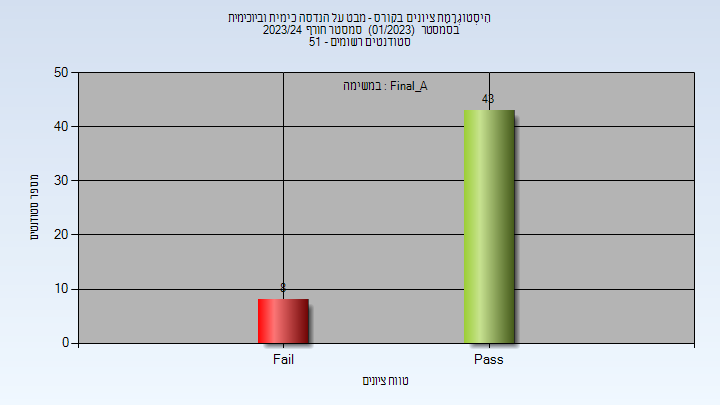 היסטוגרמת ציונים בקורס - מבט על הנדסה כימית וביוכימית
בסמסטר (01/2023) סמסטר חורף 2023/24
סטודנטים רשומים - 51
במשימה : Final_A
50
40
30
20
10
0
מספר סטודנטים
8
43
Fail
Pass
טווח ציונים